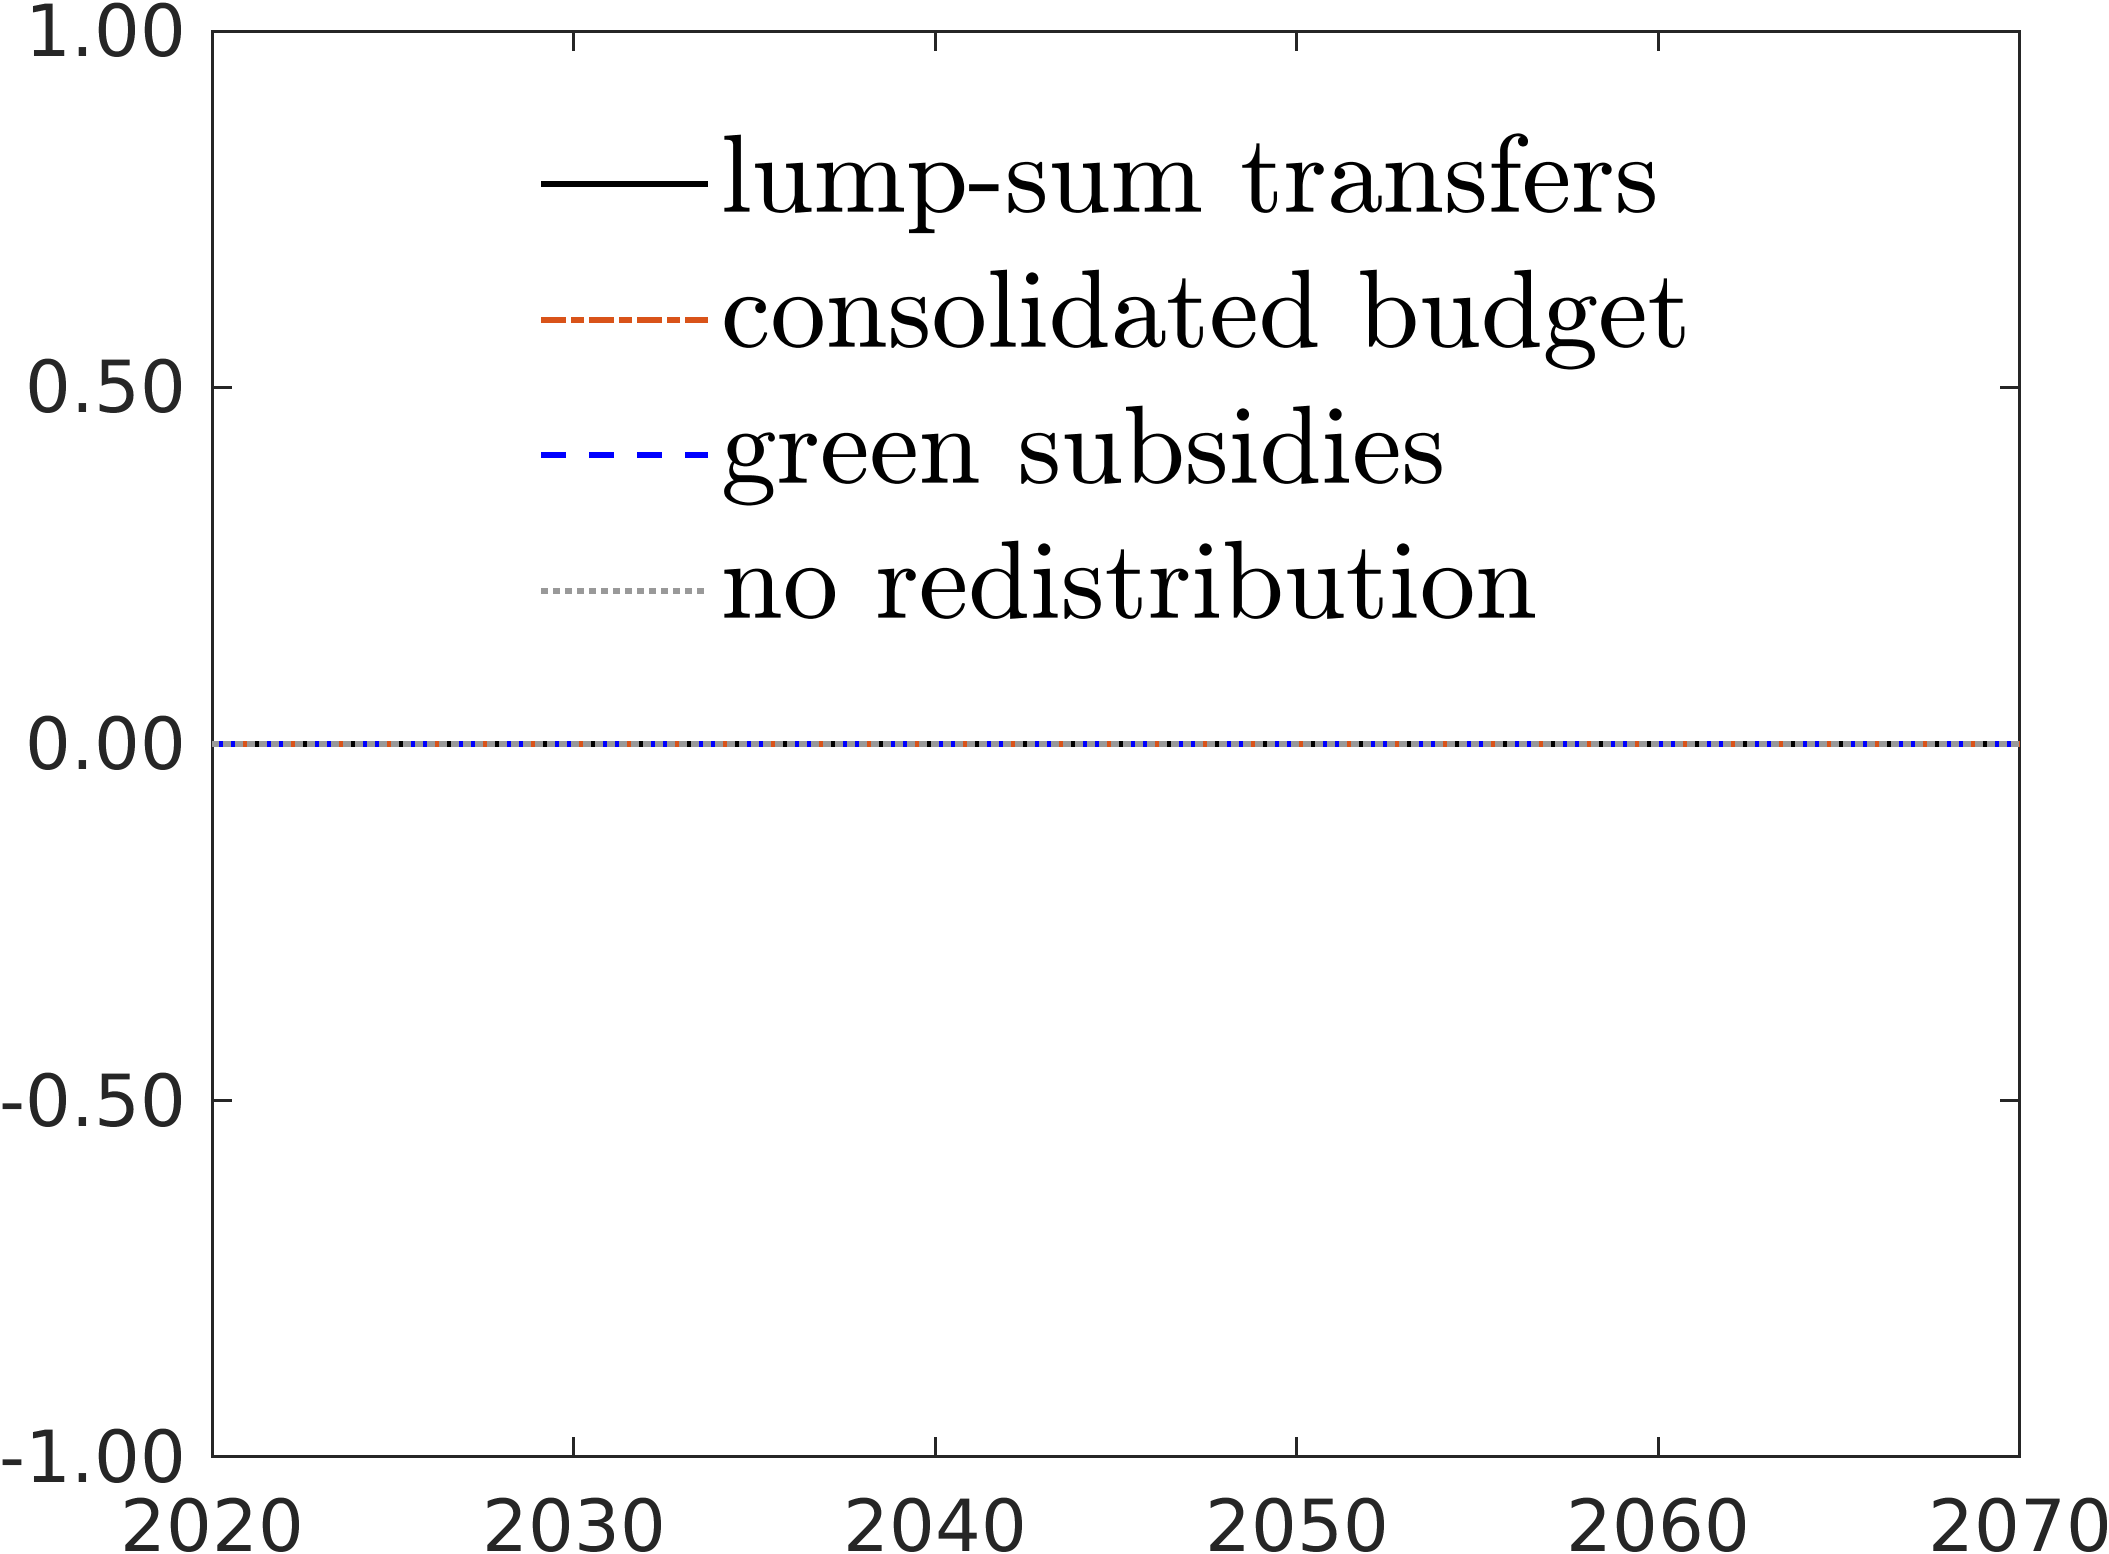 1.00
lump-sum transfers
consolidated budget
0.50
green subsidies
no redistribution
0.00
-0.50
-1.00
2020 2030 2040 2050 2060 2070